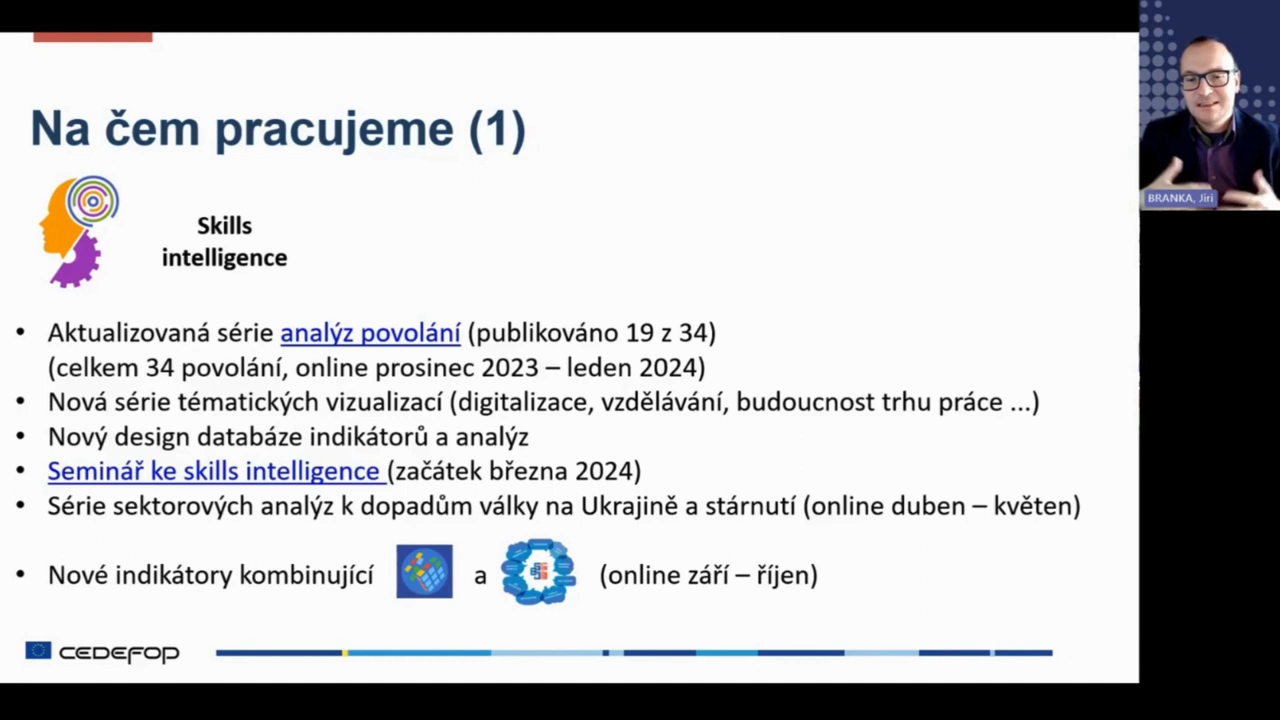 Na čem pracujeme (1)
Skills
intelligence
• Aktualizovaná série analýz povolání (publikováno 19 z 34)
(celkem 34 povolání, online prosinec 2023 – leden 2024)
• Nová série tématických vizualizací (digitalizace, vzdělávání, budoucnost trhu práce ...)
• Nový design databáze indikátorů a analýz
• Seminář ke skills intelligence (začátek března 2024)
• Série sektorových analýz k dopadům války na Ukrajině a stárnutí (online duben – květen)
• Nové indikátory kombinující a (online září – říjen)
CEDEFOP
BRANKA, Jiri